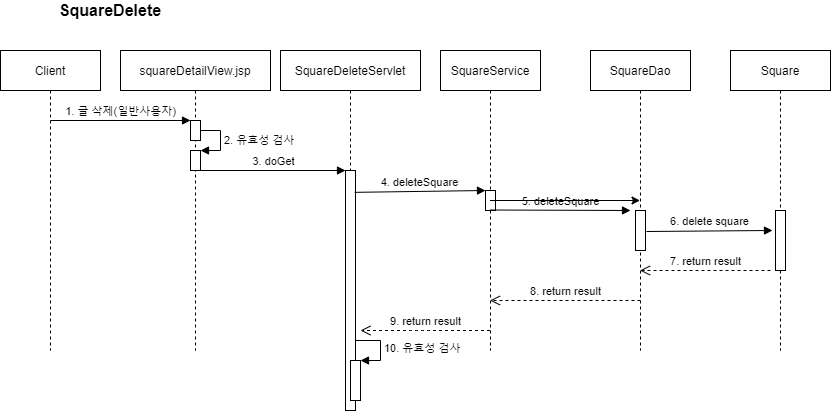 SquareDelete
Client
squareDetailView.jsp
SquareDeleteServlet
SquareService
SquareDao
Square
1. 글 삭제(일반사용자)
2. 유효성 검사
3. doGet
4. deleteSquare
5. deleteSquare
6. delete square
7. return result
8. return result
9. return result
10. 유효성 검사